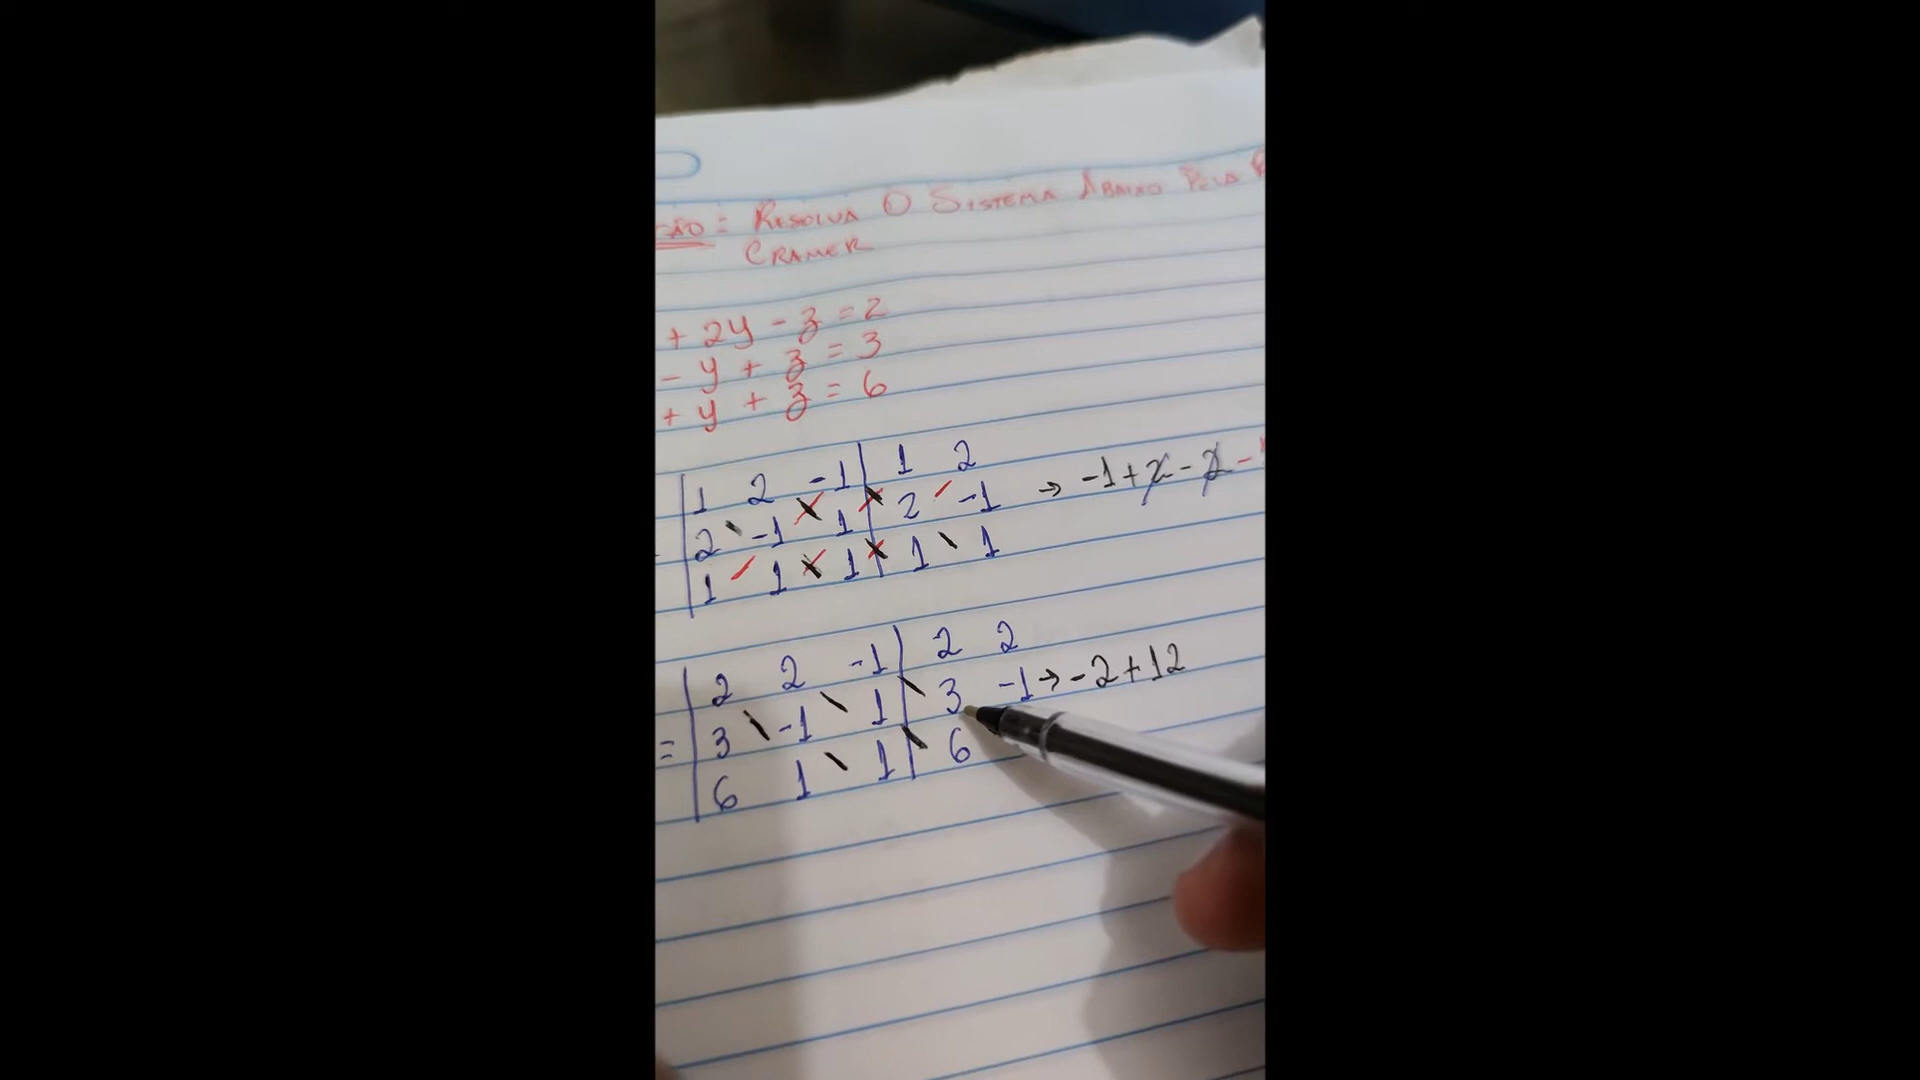 ÃO: RESOLVA O SISTEMA ABAIXO PELA
CRAMER
+ 2y - z = 2
- y + z = 3
+ y + z = 6
1 2 -1 | 1 2
2 -1 1 | 2 -1 → -1 + 2 - 2 -
1 1 1 | 1 1
2 2 -1 | 2 2
3 -1 1 | 3 -1 → -2 + 12
= 6 1 1 | 6